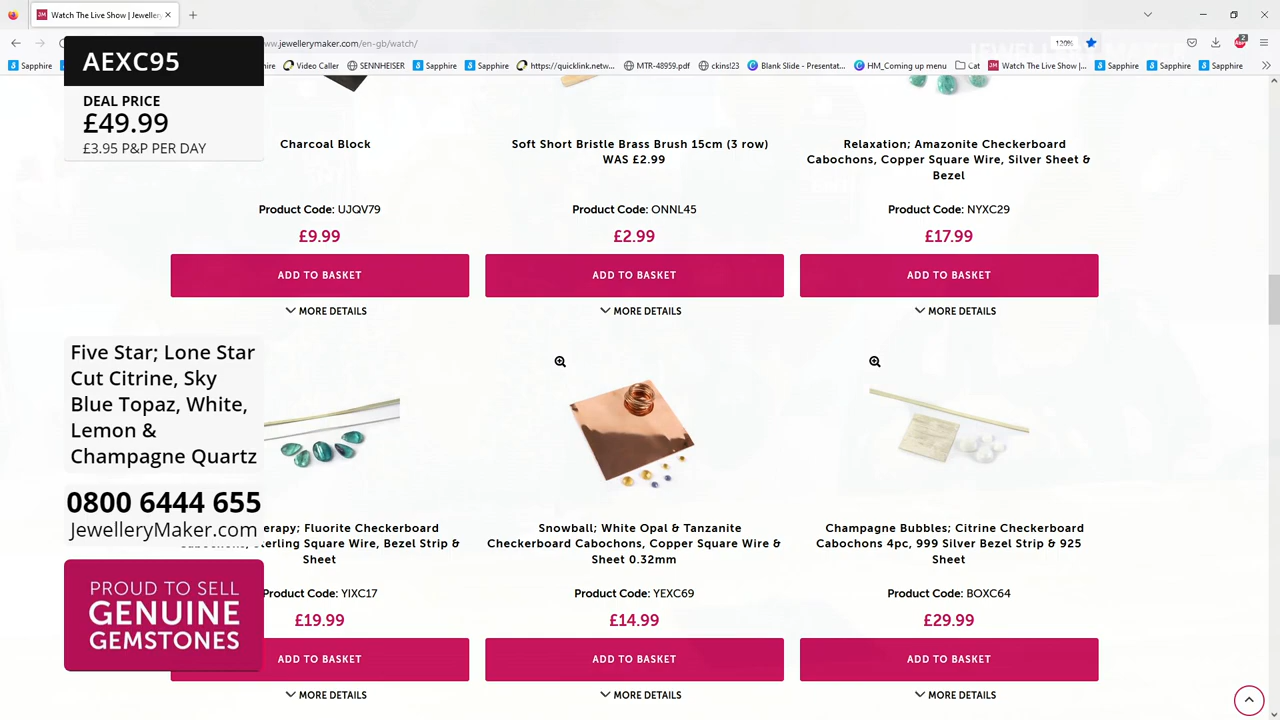 Watch The Live Show | Jeweller
AEXC95
DEAL PRICE
£49.99
£3.95 P&P PER DAY
ww.jewellerymaker.com/en-gb/watch/
120%
2
Sapphire
Sapphire
Video Caller
SENNHEISER
Sapphire
Sapphire
https://quicklink.netw...
MTR-48959.pdf
ckins!23
Blank Slide - Presentat...
HM_Coming up menu
Cat
Watch The Live Show ...
Sapphire
Sapphire
Sapphire
JEWELLERYMAKER
Charcoal Block
Product Code: UJQV79
£9.99
ADD TO BASKET
MORE DETAILS
Soft Short Bristle Brass Brush 15cm (3 row)
WAS £2.99
Product Code: ONNL45
£2.99
ADD TO BASKET
MORE DETAILS
Relaxation; Amazonite Checkerboard
Cabochons, Copper Square Wire, Silver Sheet &
Bezel
Product Code: NYXC29
£17.99
ADD TO BASKET
MORE DETAILS
Five Star; Lone Star
Cut Citrine, Sky
Blue Topaz, White,
Lemon &
Champagne Quartz
0800 6444 655
JewelleryMaker.com
PROUD TO SELL
GENUINE
GEMSTONES
erapy; Fluorite Checkerboard
Cabochons, Sterling Square Wire, Bezel Strip &
Sheet
Product Code: YIXC17
£19.99
ADD TO BASKET
MORE DETAILS
Snowball; White Opal & Tanzanite
Checkerboard Cabochons, Copper Square Wire &
Sheet 0.32mm
Product Code: YEXC69
£14.99
ADD TO BASKET
MORE DETAILS
Champagne Bubbles; Citrine Checkerboard
Cabochons 4pc, 999 Silver Bezel Strip & 925
Sheet
Product Code: BOXC64
£29.99
ADD TO BASKET
MORE DETAILS